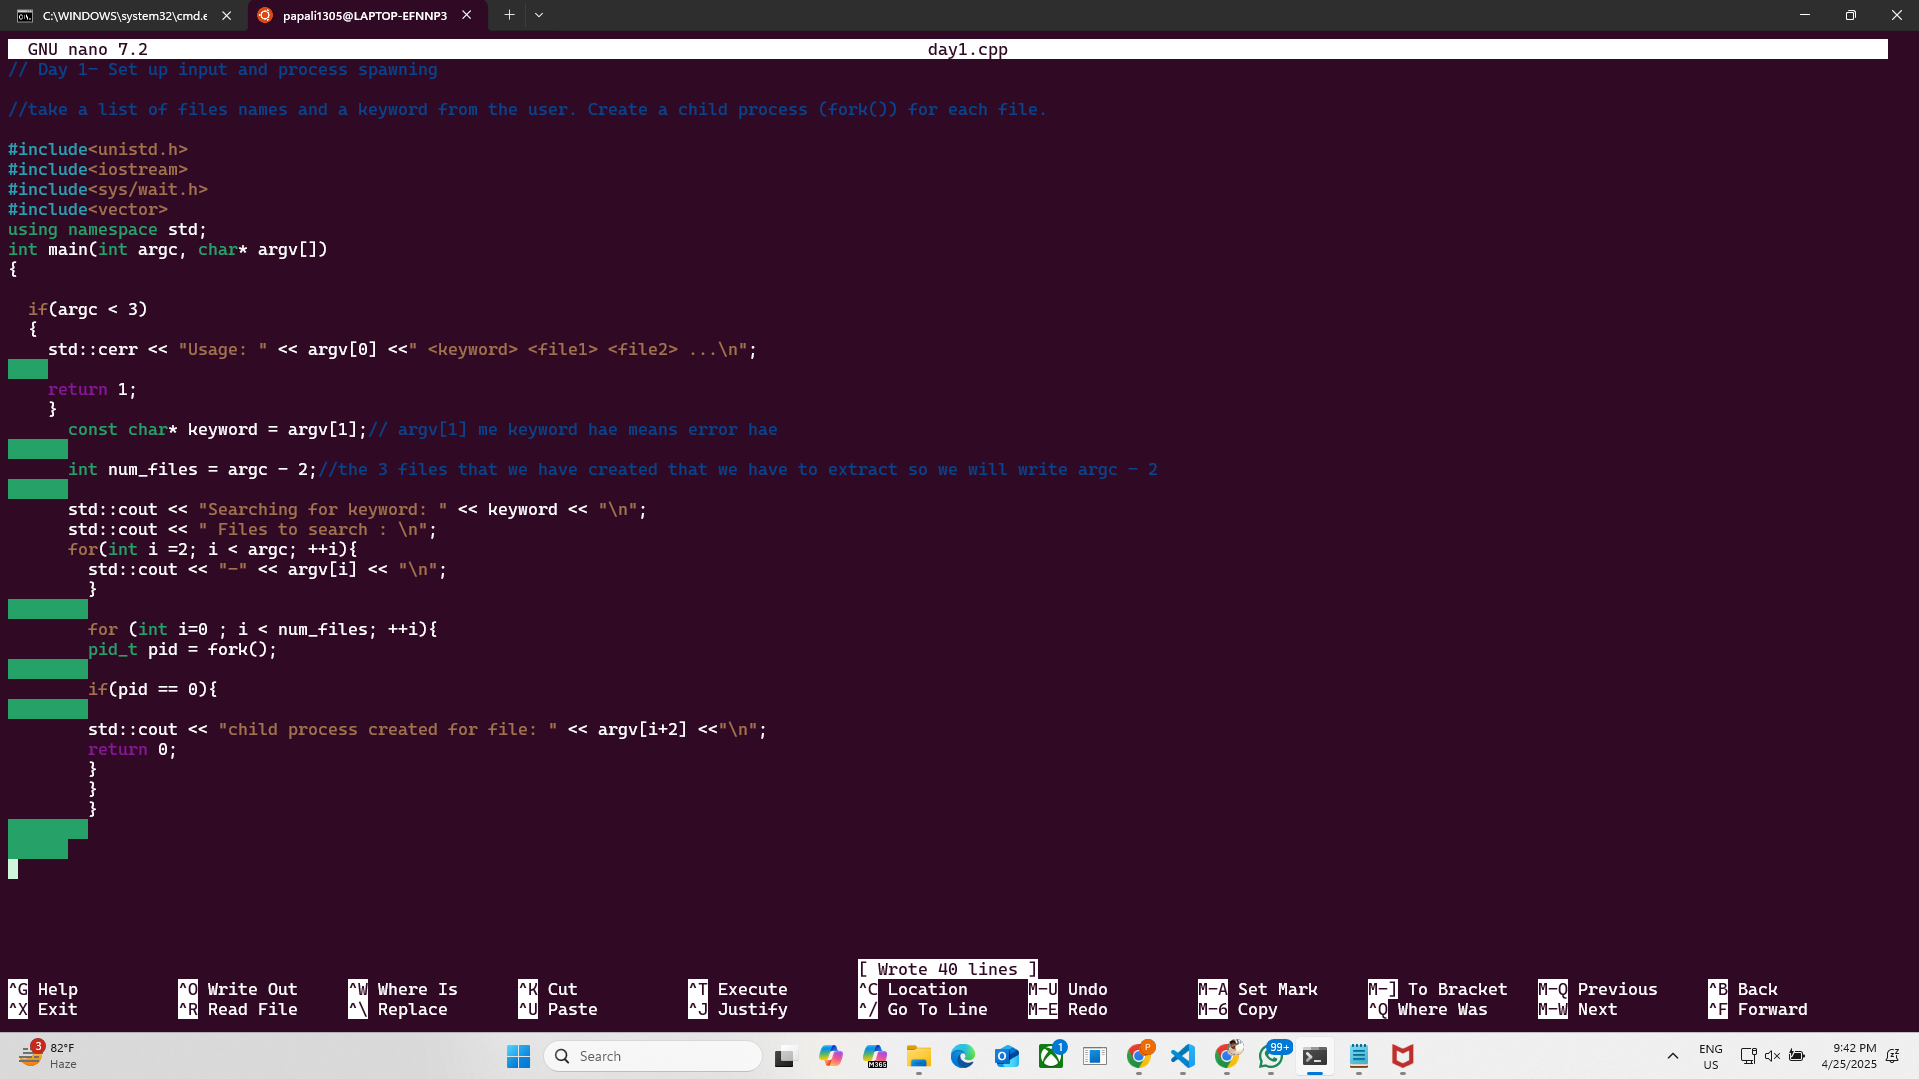 C:\WINDOWS\system32\cmd.e
papali1305@LAPTOP-EFNNP3
GNU nano 7.2 day1.cpp
// Day 1- Set up input and process spawning
//take a list of files names and a keyword from the user. Create a child process (fork()) for each file.
#include<unistd.h>
#include<iostream>
#include<sys/wait.h>
#include<vector>
using namespace std;
int main(int argc, char* argv[])
{
if(argc < 3)
{
std::cerr << "Usage: " << argv[0] <<" <keyword> <file1> <file2> ...\n";
return 1;
}
const char* keyword = argv[1];// argv[1] me keyword hae means error hae
int num_files = argc - 2;//the 3 files that we have created that we have to extract so we will write argc - 2
std::cout << "Searching for keyword: " << keyword << "\n";
std::cout << " Files to search : \n";
for(int i =2; i < argc; ++i){
std::cout << "-" << argv[i] << "\n";
}
for (int i=0 ; i < num_files; ++i){
pid_t pid = fork();
if(pid == 0){
std::cout << "child process created for file: " << argv[i+2] <<"\n";
return 0;
}
}
}
[ Wrote 40 lines ]
^G Help ^O Write Out ^W Where Is ^K Cut ^T Execute ^C Location M-U Undo M-A Set Mark M-] To Bracket M-Q Previous ^B Back
^X Exit ^R Read File ^\ Replace ^U Paste ^J Justify ^/ Go To Line M-E Redo M-6 Copy ^Q Where Was M-W Next ^F Forward
3
82°F
Haze
Search
M365
1
P
99+
ENG
US
9:42 PM
4/25/2025